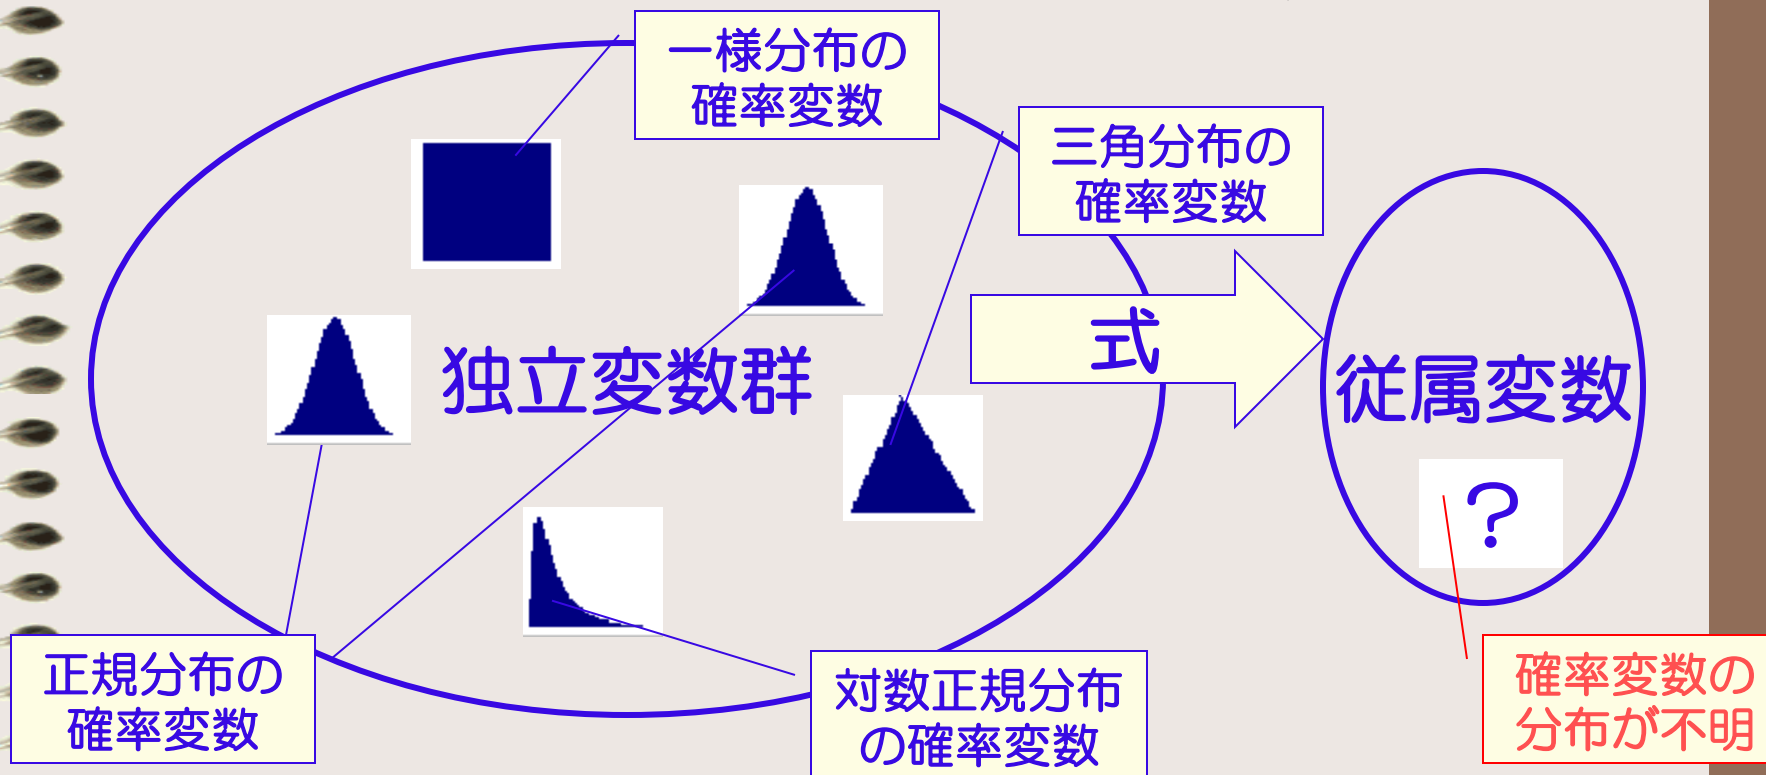 一様分布の
確率変数
三角分布の
確率変数
式
独立変数群
従属変数
?
正規分布の
確率変数
対数正規分布
の確率変数
確率変数の
分布が不明